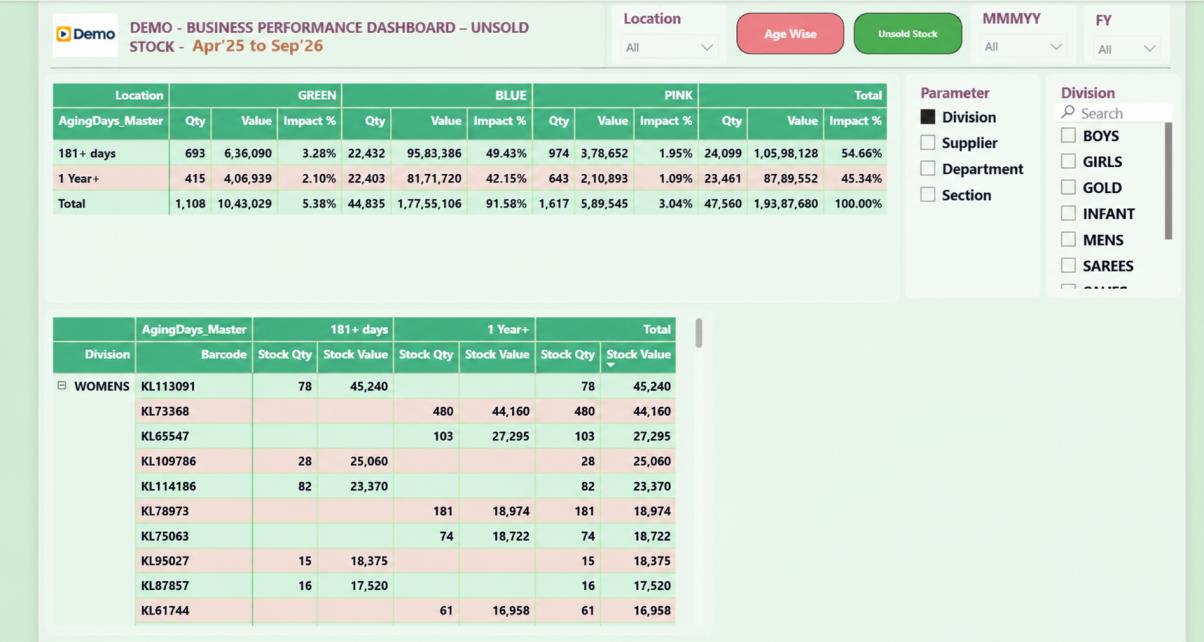 Demo
DEMO - BUSINESS PERFORMANCE DASHBOARD – UNSOLD
STOCK - Apr'25 to Sep'26
Location
All
Age Wise
Unsold Stock
MMMYY
All
FY
All
Location GREEN BLUE PINK Total
AgingDays_Master Qty Value Impact % Qty Value Impact % Qty Value Impact % Qty Value Impact %
181+ days 693 6,36,090 3.28% 22,432 95,83,386 49.43% 974 3,78,652 1.95% 24,099 1,05,98,128 54.66%
1 Year+ 415 4,06,939 2.10% 22,403 81,71,720 42.15% 643 2,10,893 1.09% 23,461 87,89,552 45.34%
Total 1,108 10,43,029 5.38% 44,835 1,77,55,106 91.58% 1,617 5,89,545 3.04% 47,560 1,93,87,680 100.00%
Parameter
Division
Supplier
Department
Section
Division
Search
BOYS
GIRLS
GOLD
INFANT
MENS
SAREES
AgingDays_Master 181+ days 1 Year+ Total
Division Barcode Stock Qty Stock Value Stock Qty Stock Value Stock Qty Stock Value
WOMENS KL113091 78 45,240 78 45,240
KL73368 480 44,160 480 44,160
KL65547 103 27,295 103 27,295
KL109786 28 25,060 28 25,060
KL114186 82 23,370 82 23,370
KL78973 181 18,974 181 18,974
KL75063 74 18,722 74 18,722
KL95027 15 18,375 15 18,375
KL87857 16 17,520 16 17,520
KL61744 61 16,958 61 16,958